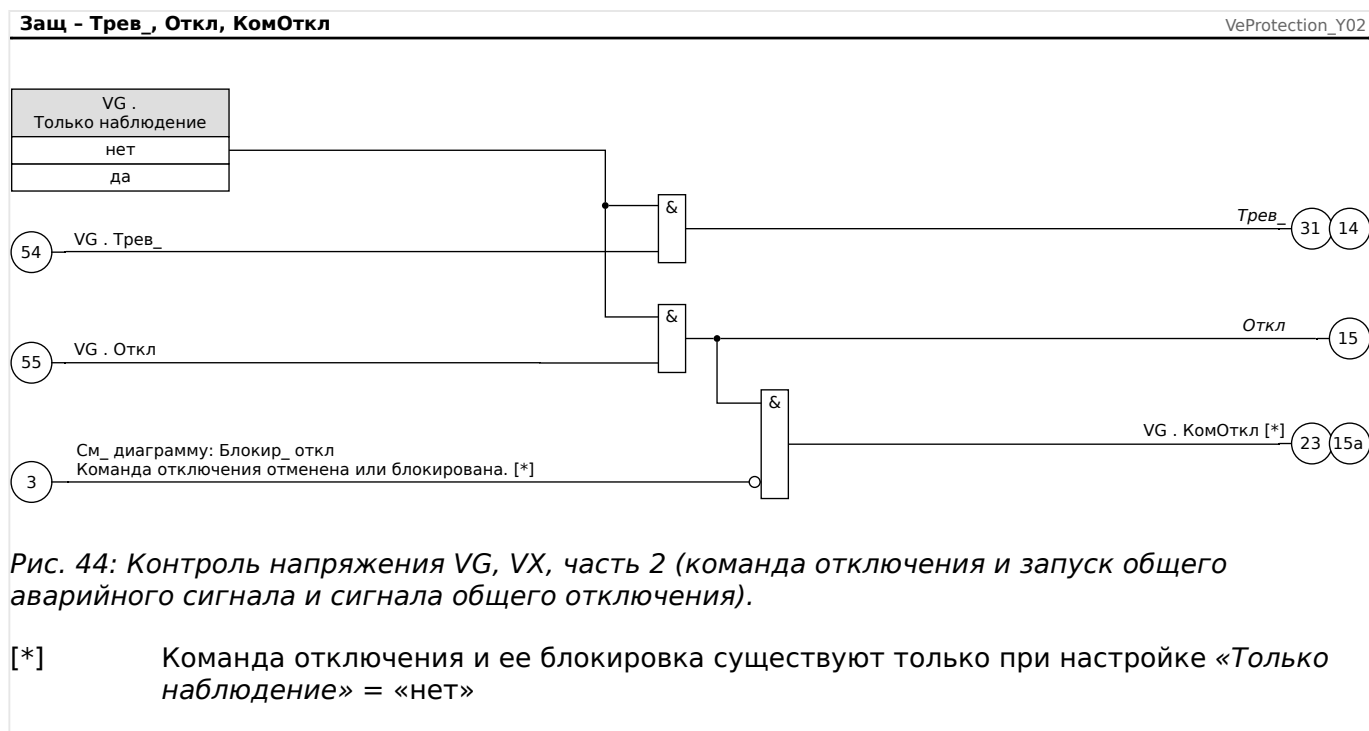 Защ – Трев_, Откл, КомОткл
VeProtection_Y02
VG .
Только наблюдение
нет
да
&
Трев_
31
14
54
VG . Трев_
&
Откл
15
55
VG . Откл
&
VG . КомОткл [*]
23
15a
См_ диаграмму: Блокир_ откл
Команда отключения отменена или блокирована. [*]
3
Рис. 44: Контроль напряжения VG, VX, часть 2 (команда отключения и запуск общего
аварийного сигнала и сигнала общего отключения).
[*] Команда отключения и ее блокировка существуют только при настройке «Только
наблюдение» = «нет»